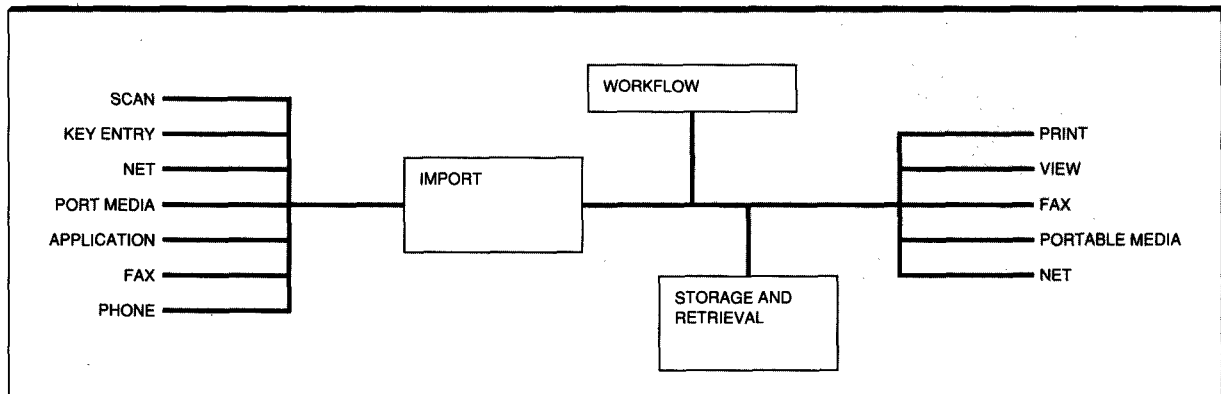 SCAN
KEY ENTRY
NET
PORT MEDIA
APPLICATION
FAX
PHONE
IMPORT
WORKFLOW
STORAGE AND
RETRIEVAL
PRINT
VIEW
FAX
PORTABLE MEDIA
NET